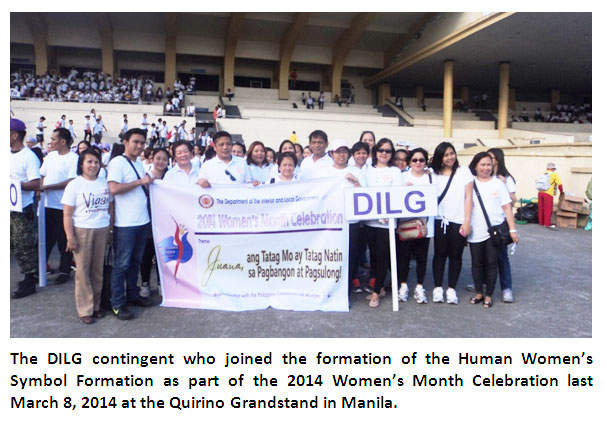 The Department of the Interior and Local Government
2014 Women's Month Celebration
Theme:
Juana, ang Tatag Mo ay Tatag Natin
sa Pagbangon at Pagsulong!
DILG
The DILG contingent who joined the formation of the Human Women's
Symbol Formation as part of the 2014 Women's Month Celebration last
March 8, 2014 at the Quirino Grandstand in Manila.